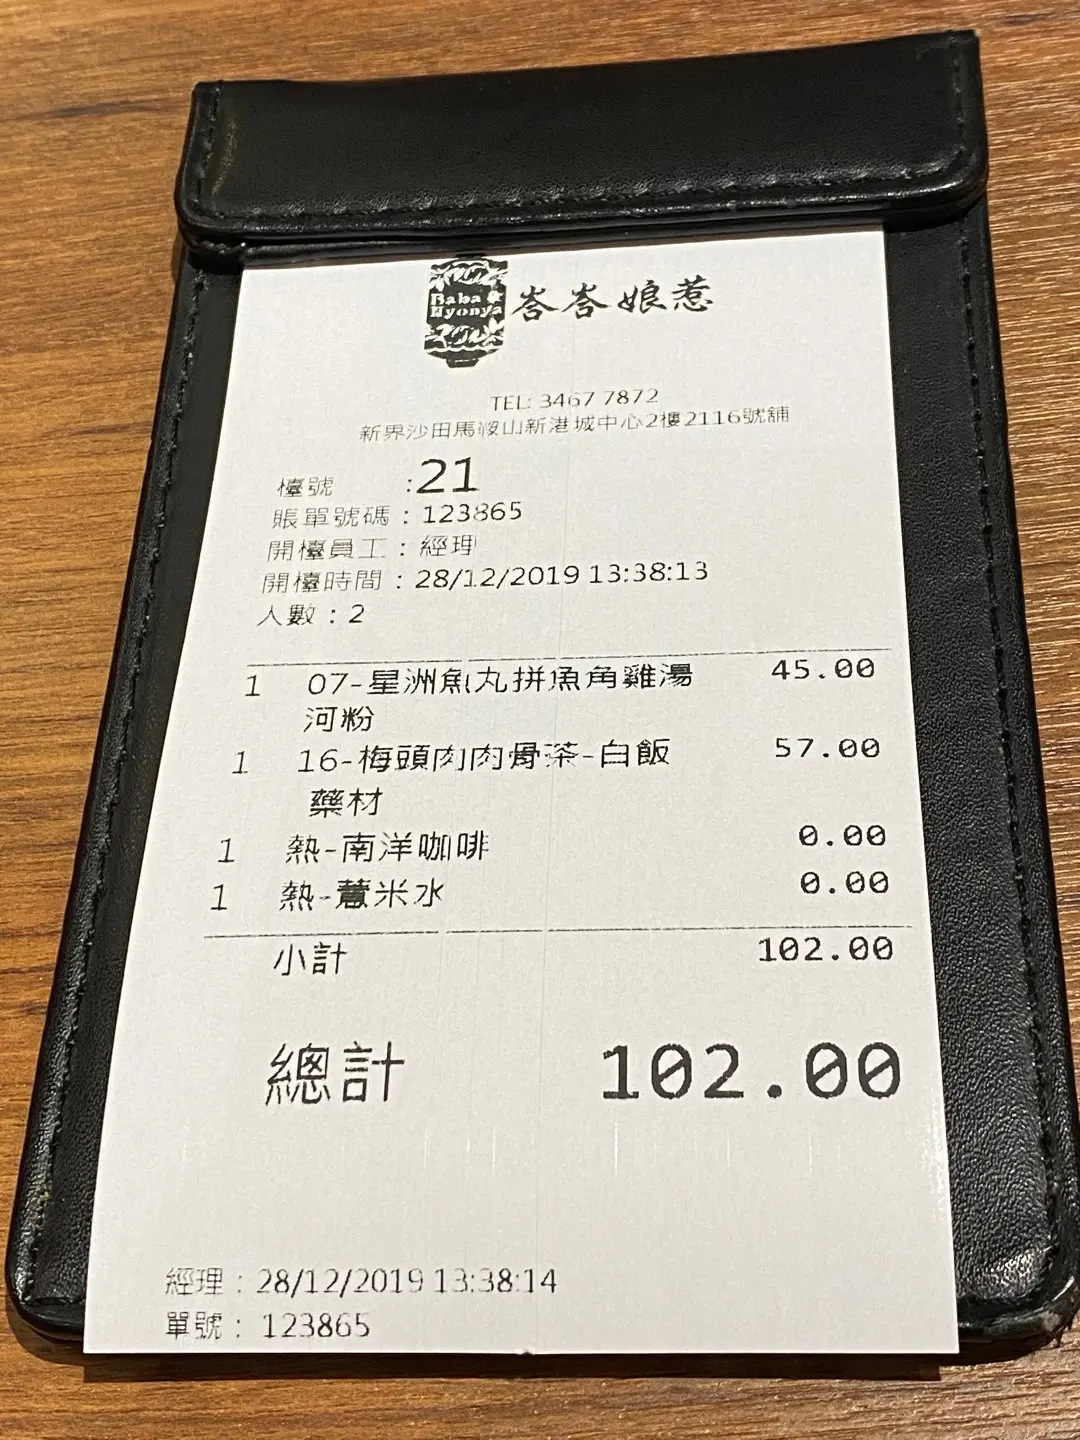 Baba &
Nyonya
峇峇娘惹
TEL: 3467 7872
新界沙田馬鞍山新港城中心2樓2116號舖
檯號 :21
賬單號碼 : 123865
開檯員工 : 經理
開檯時間 : 28/12/2019 13:38:13
人數 : 2
1 07-星洲魚丸拼魚角雞湯 45.00
河粉
1 16-梅頭肉肉骨茶-白飯 57.00
藥材
1 熱-南洋咖啡 0.00
1 熱-薏米水 0.00
小計 102.00
總計 102.00
經理 : 28/12/2019 13:38:14
單號 : 123865